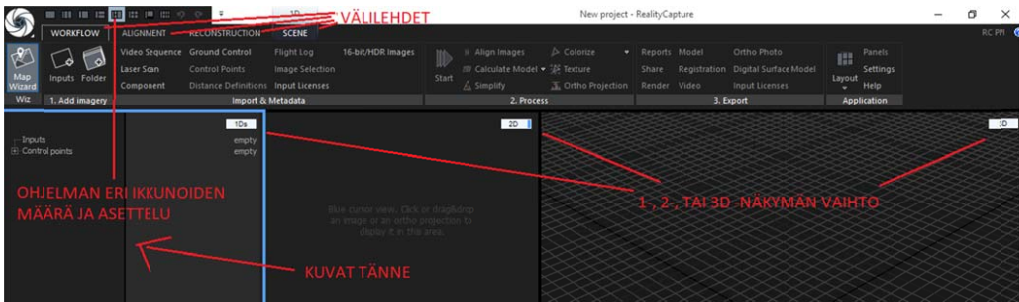 1D
New project - RealityCapture
VÄLILEHDET
WORKFLOW ALIGNMENT RECONSTRUCTION SCENE
RC PM
Map Wizard
Inputs Folder
Video Sequence Ground Control Flight Log 16-bit/HDR Images
Laser Scan Control Points Image Selection
Component Distance Definitions Input Licenses
Start
Align Images Colorize
Calculate Model Texture
Simplify Ortho Projection
Reports Model Ortho Photo
Share Registration Digital Surface Model
Render Video Input Licenses
Layout
Panels
Settings
Help
Wiz 1. Add imagery Import & Metadata 2. Process 3. Export Application
1Ds 2D 3D
Inputs empty
Control points empty
OHJELMAN ERI IKKUNOIDEN
MÄÄRÄ JA ASETTELU
Blue cursor view. Click or drag&drop
an image or an ortho projection to
display it in this area.
1-, 2-, TAI 3D -NÄKYMÄN VAIHTO
KUVAT TÄNNE